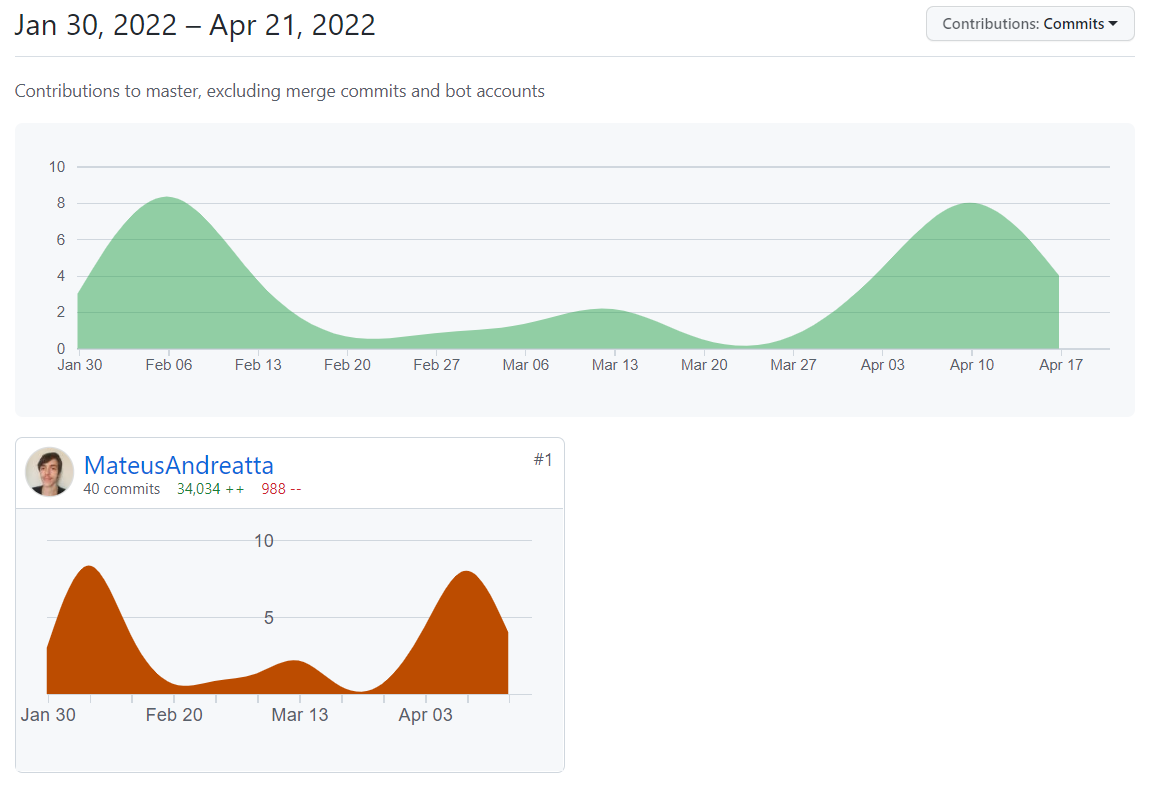 Jan 30, 2022 – Apr 21, 2022
Contributions: Commits
Contributions to master, excluding merge commits and bot accounts
10
8
6
4
2
0
Jan 30 Feb 06 Feb 13 Feb 20 Feb 27 Mar 06 Mar 13 Mar 20 Mar 27 Apr 03 Apr 10 Apr 17
MateusAndreatta #1
40 commits 34,034 ++ 988 --
10
5
Jan 30 Feb 20 Mar 13 Apr 03